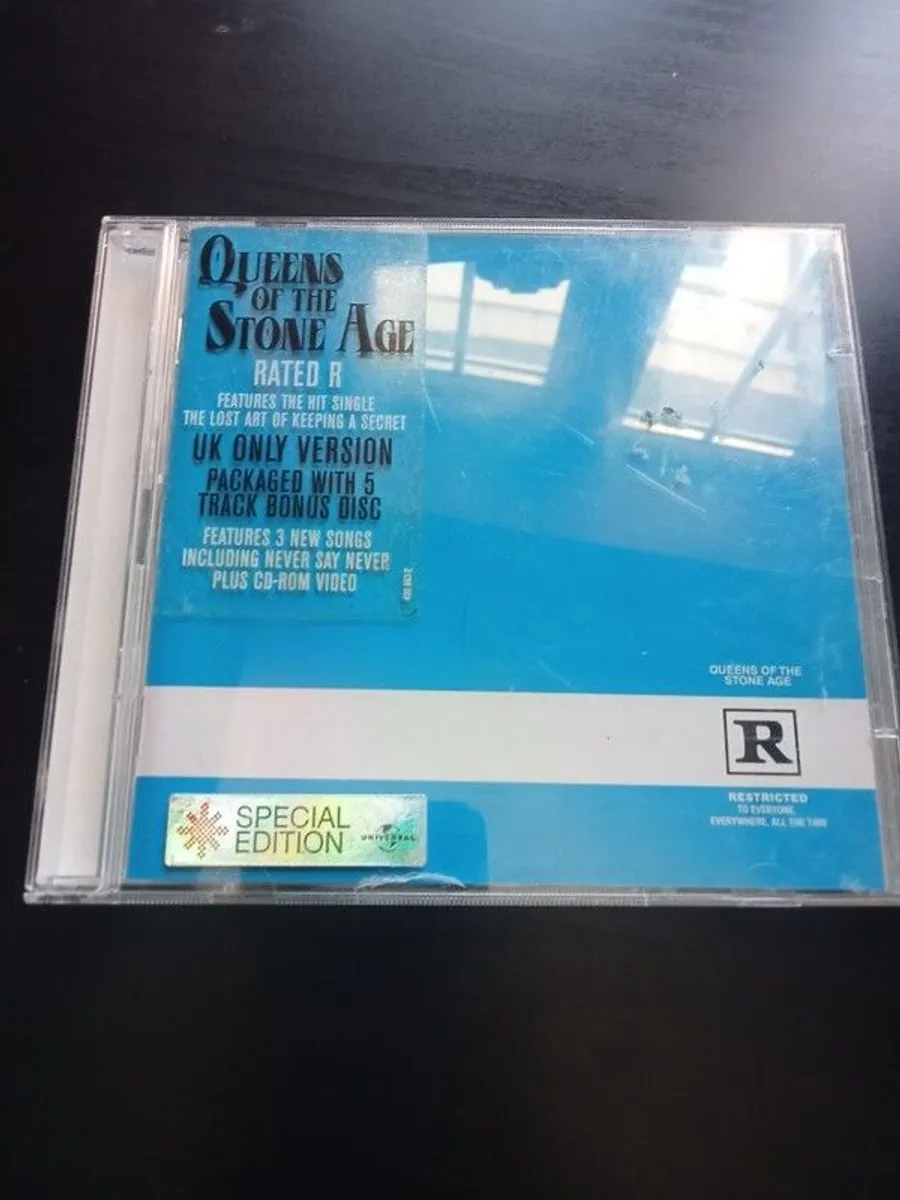 QUEENS
OF THE
STONE AGE
RATED R
FEATURES THE HIT SINGLE
THE LOST ART OF KEEPING A SECRET
UK ONLY VERSION
PACKAGED WITH 5
TRACK BONUS DISC
FEATURES 3 NEW SONGS
INCLUDING NEVER SAY NEVER
PLUS CD-ROM VIDEO
QUEENS OF THE
STONE AGE
R
RESTRICTED
TO EVERYONE,
EVERYWHERE, ALL THE TIME
SPECIAL
EDITION
UNIVERSAL